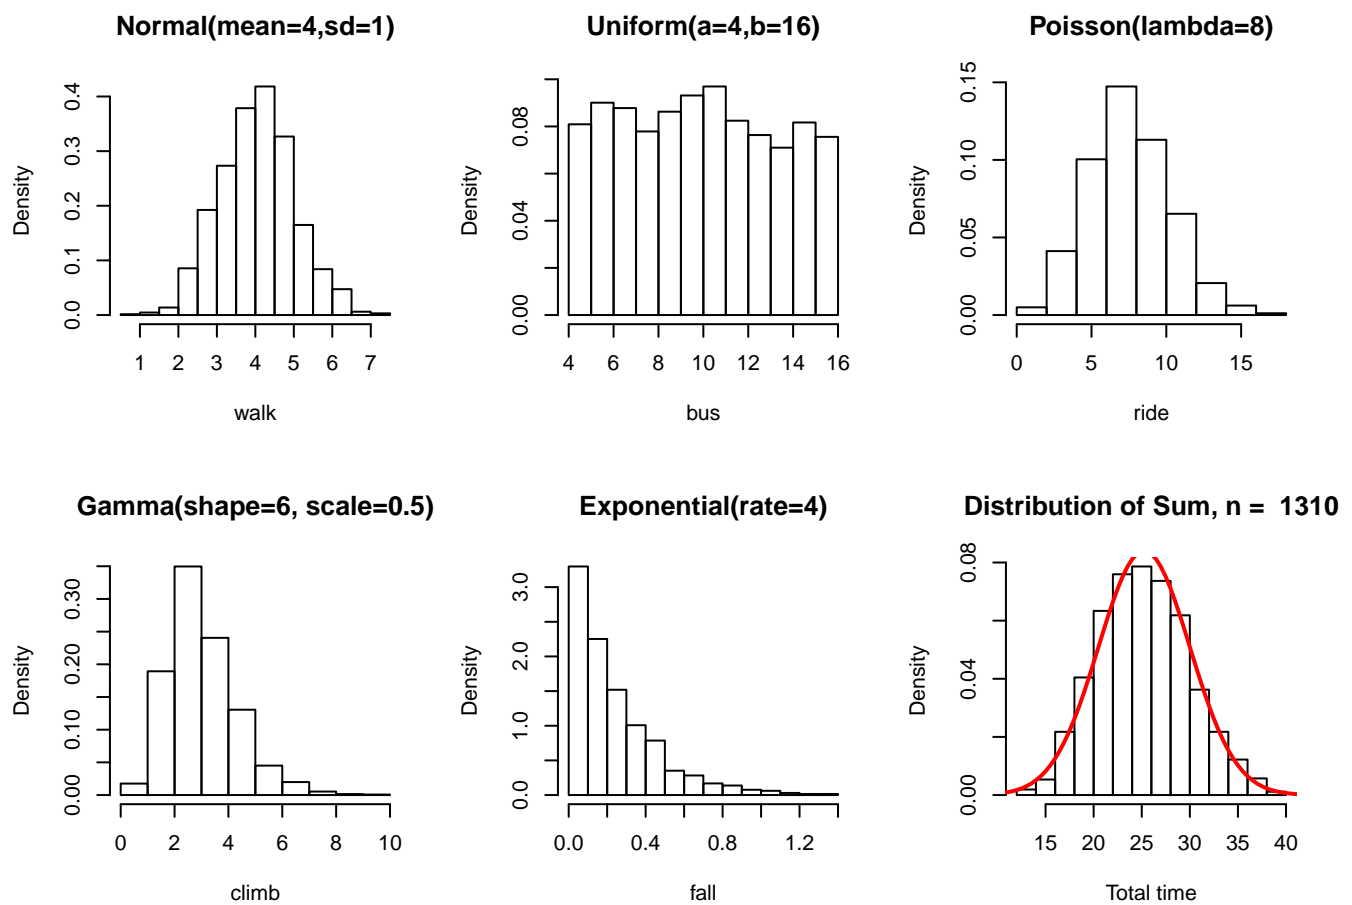 Normal(mean=4,sd=1)
Density
0.0 0.1 0.2 0.3 0.4
1 2 3 4 5 6 7
walk
Uniform(a=4,b=16)
Density
0.00 0.04 0.08
4 6 8 10 12 14 16
bus
Poisson(lambda=8)
Density
0.00 0.05 0.10 0.15
0 5 10 15
ride
Gamma(shape=6, scale=0.5)
Density
0.00 0.10 0.20 0.30
0 2 4 6 8 10
climb
Exponential(rate=4)
Density
0.0 1.0 2.0 3.0
0.0 0.4 0.8 1.2
fall
Distribution of Sum, n =  1310
Density
0.00 0.04 0.08
15 20 25 30 35 40
Total time